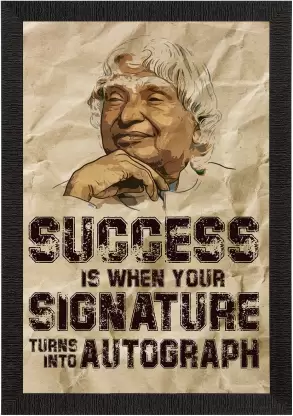 SUCCESS
IS WHEN YOUR
SIGNATURE
TURNS
INTO AUTOGRAPH